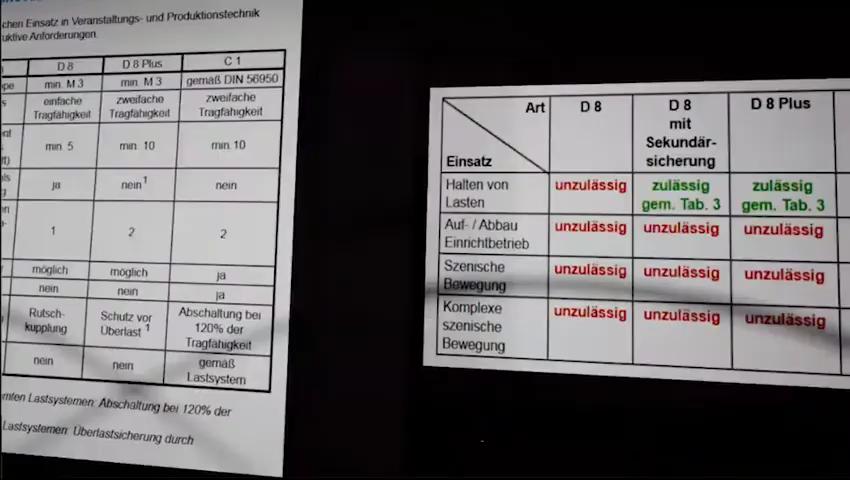 chen Einsatz in Veranstaltungs- und Produktionstechnik
uktive Anforderungen.
D 8 D 8 Plus C 1
min. M 3 min. M 3 gemäß DIN 56950
einfache Tragfähigkeit zweifache Tragfähigkeit zweifache Tragfähigkeit
min. 5 min. 10 min. 10
ja nein¹ nein
1 2 2
möglich möglich ja
nein nein ja
Rutsch-
kupplung
Schutz vor
Überlast ¹
Abschaltung bei
120% der
Tragfähigkeit
nein nein gemäß
Lastsystem
Lastsystemen: Abschaltung bei 120% der
Lastsystemen: Überlastsicherung durch
Art
Einsatz
D 8
D 8
mit
Sekundär-
sicherung
D 8 Plus
Halten von
Lasten
unzulässig
zulässig
gem. Tab. 3
zulässig
gem. Tab. 3
Auf- / Abbau
Einrichtbetrieb
unzulässig unzulässig unzulässig
Szenische
Bewegung
unzulässig unzulässig unzulässig
Komplexe
szenische
Bewegung
unzulässig unzulässig unzulässig